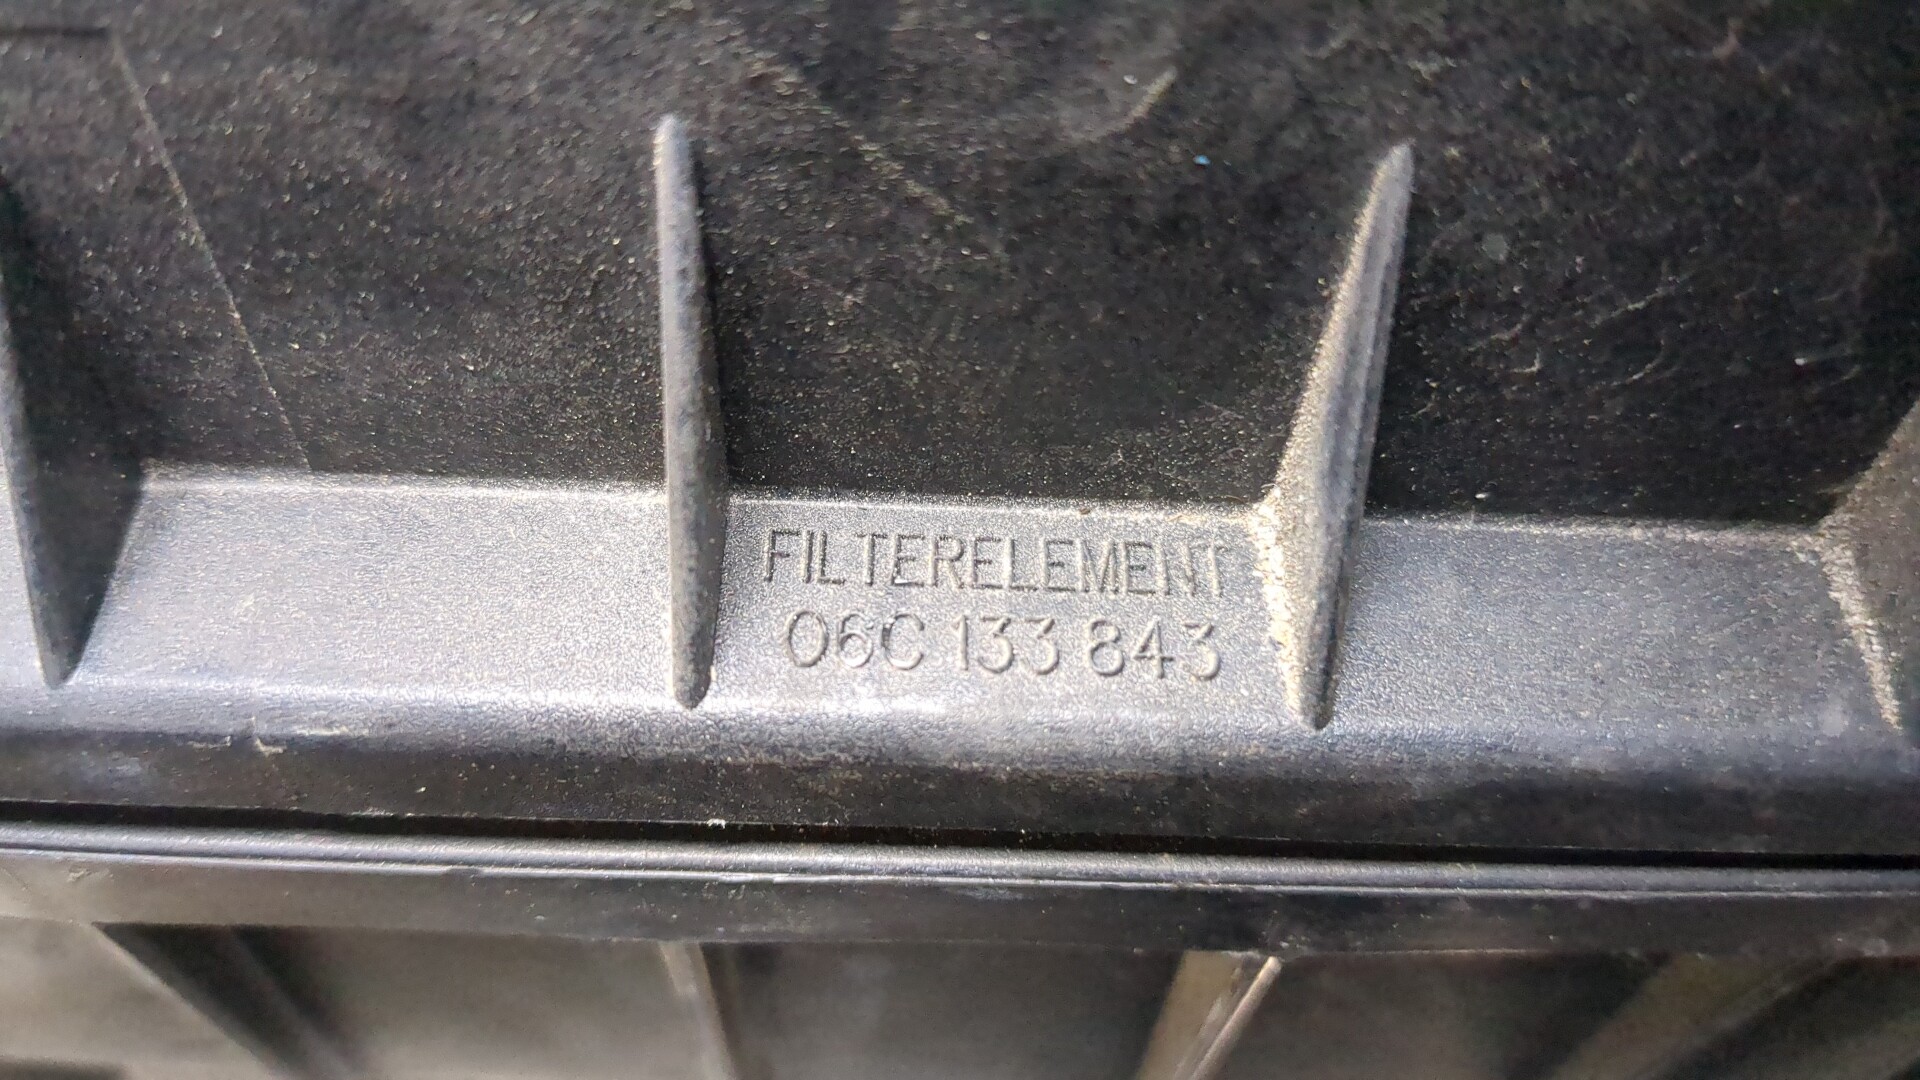 FILTERELEMENT
06C 133 843